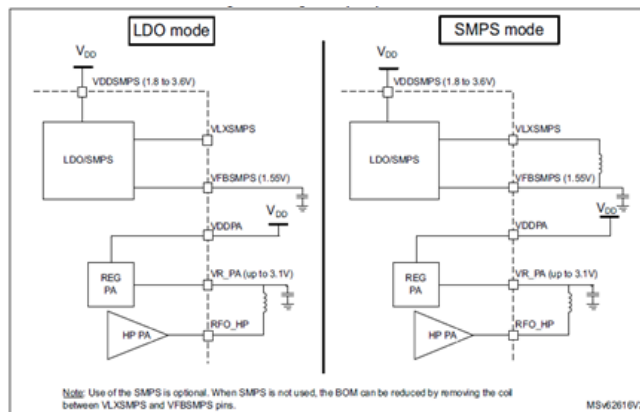 LDO mode
SMPS mode
VDD
VDDSMPS (1.8 to 3.6V)
LDO/SMPS
VLXSMPS
VFBSMPS (1.55V)
VDD
VDDPA
REG
PA
VR_PA (up to 3.1V)
HP PA
RFO_HP
VDD
VDDSMPS (1.8 to 3.6V)
LDO/SMPS
VLXSMPS
VFBSMPS (1.55V)
VDD
VDDPA
REG
PA
VR_PA (up to 3.1V)
HP PA
RFO_HP
Note: Use of the SMPS is optional. When SMPS is not used, the BOM can be reduced by removing the coil
between VLXSMPS and VFBSMPS pins.